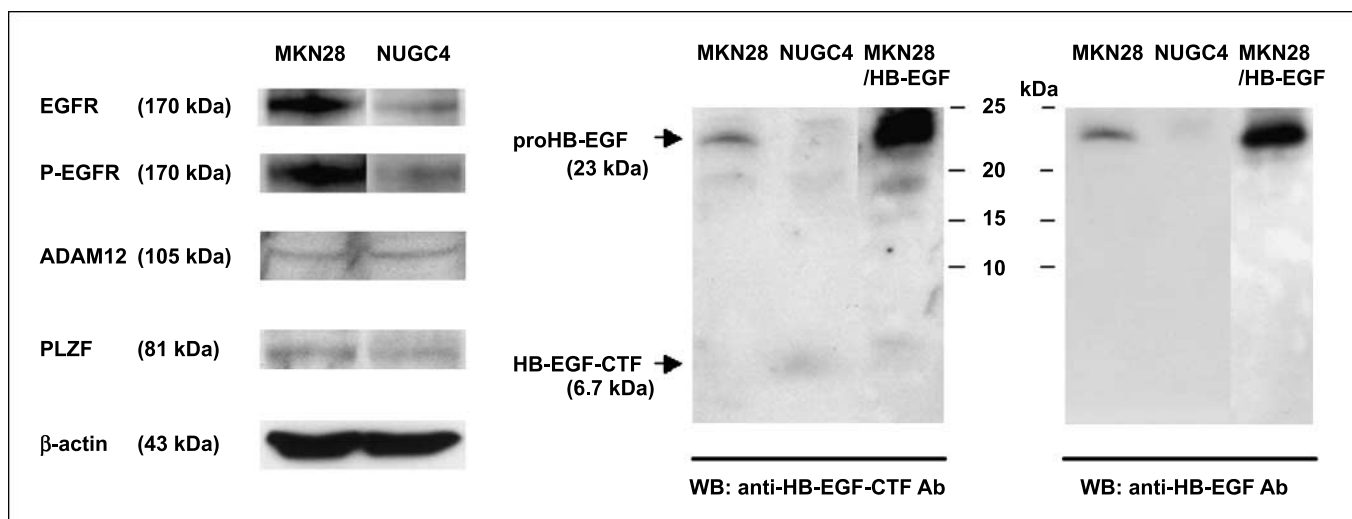 MKN28 NUGC4
EGFR (170 kDa)
P-EGFR (170 kDa)
ADAM12 (105 kDa)
PLZF (81 kDa)
β-actin (43 kDa)
MKN28 NUGC4 MKN28
/HB-EGF
proHB-EGF
(23 kDa)
HB-EGF-CTF
(6.7 kDa)
WB: anti-HB-EGF-CTF Ab
kDa
25
20
15
10
MKN28 NUGC4 MKN28
/HB-EGF
WB: anti-HB-EGF Ab